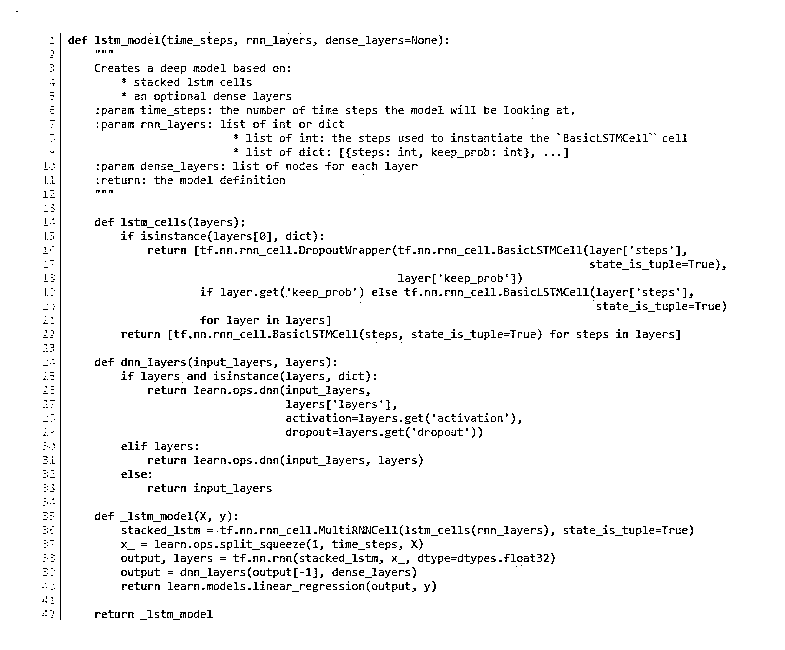 1 def lstm_model(time_steps, rnn_layers, dense_layers=None):
2     """
3     Creates a deep model based on:
4         * stacked lstm cells
5         * an optional dense layers
6     :param time_steps: the number of time steps the model will be looking at.
7     :param rnn_layers: list of int or dict
8                          * list of int: the steps used to instantiate the `BasicLSTMCell` cell
9                          * list of dict: [{steps: int, keep_prob: int}, ...]
10     :param dense_layers: list of nodes for each layer
11     :return: the model definition
12     """
13
14     def lstm_cells(layers):
15         if isinstance(layers[0], dict):
16             return [tf.nn.rnn_cell.DropoutWrapper(tf.nn.rnn_cell.BasicLSTMCell(layer['steps'],
17                                                                                state_is_tuple=True),
18                                                   layer['keep_prob'])
19                     if layer.get('keep_prob') else tf.nn.rnn_cell.BasicLSTMCell(layer['steps'],
20                                                                                 state_is_tuple=True)
21                     for layer in layers]
22         return [tf.nn.rnn_cell.BasicLSTMCell(steps, state_is_tuple=True) for steps in layers]
23
24     def dnn_layers(input_layers, layers):
25         if layers and isinstance(layers, dict):
26             return learn.ops.dnn(input_layers,
27                                  layers['layers'],
28                                  activation=layers.get('activation'),
29                                  dropout=layers.get('dropout'))
30         elif layers:
31             return learn.ops.dnn(input_layers, layers)
32         else:
33             return input_layers
34
35     def _lstm_model(X, y):
36         stacked_lstm = tf.nn.rnn_cell.MultiRNNCell(lstm_cells(rnn_layers), state_is_tuple=True)
37         x_ = learn.ops.split_squeeze(1, time_steps, X)
38         output, layers = tf.nn.rnn(stacked_lstm, x_, dtype=dtypes.float32)
39         output = dnn_layers(output[-1], dense_layers)
40         return learn.models.linear_regression(output, y)
41
42     return _lstm_model